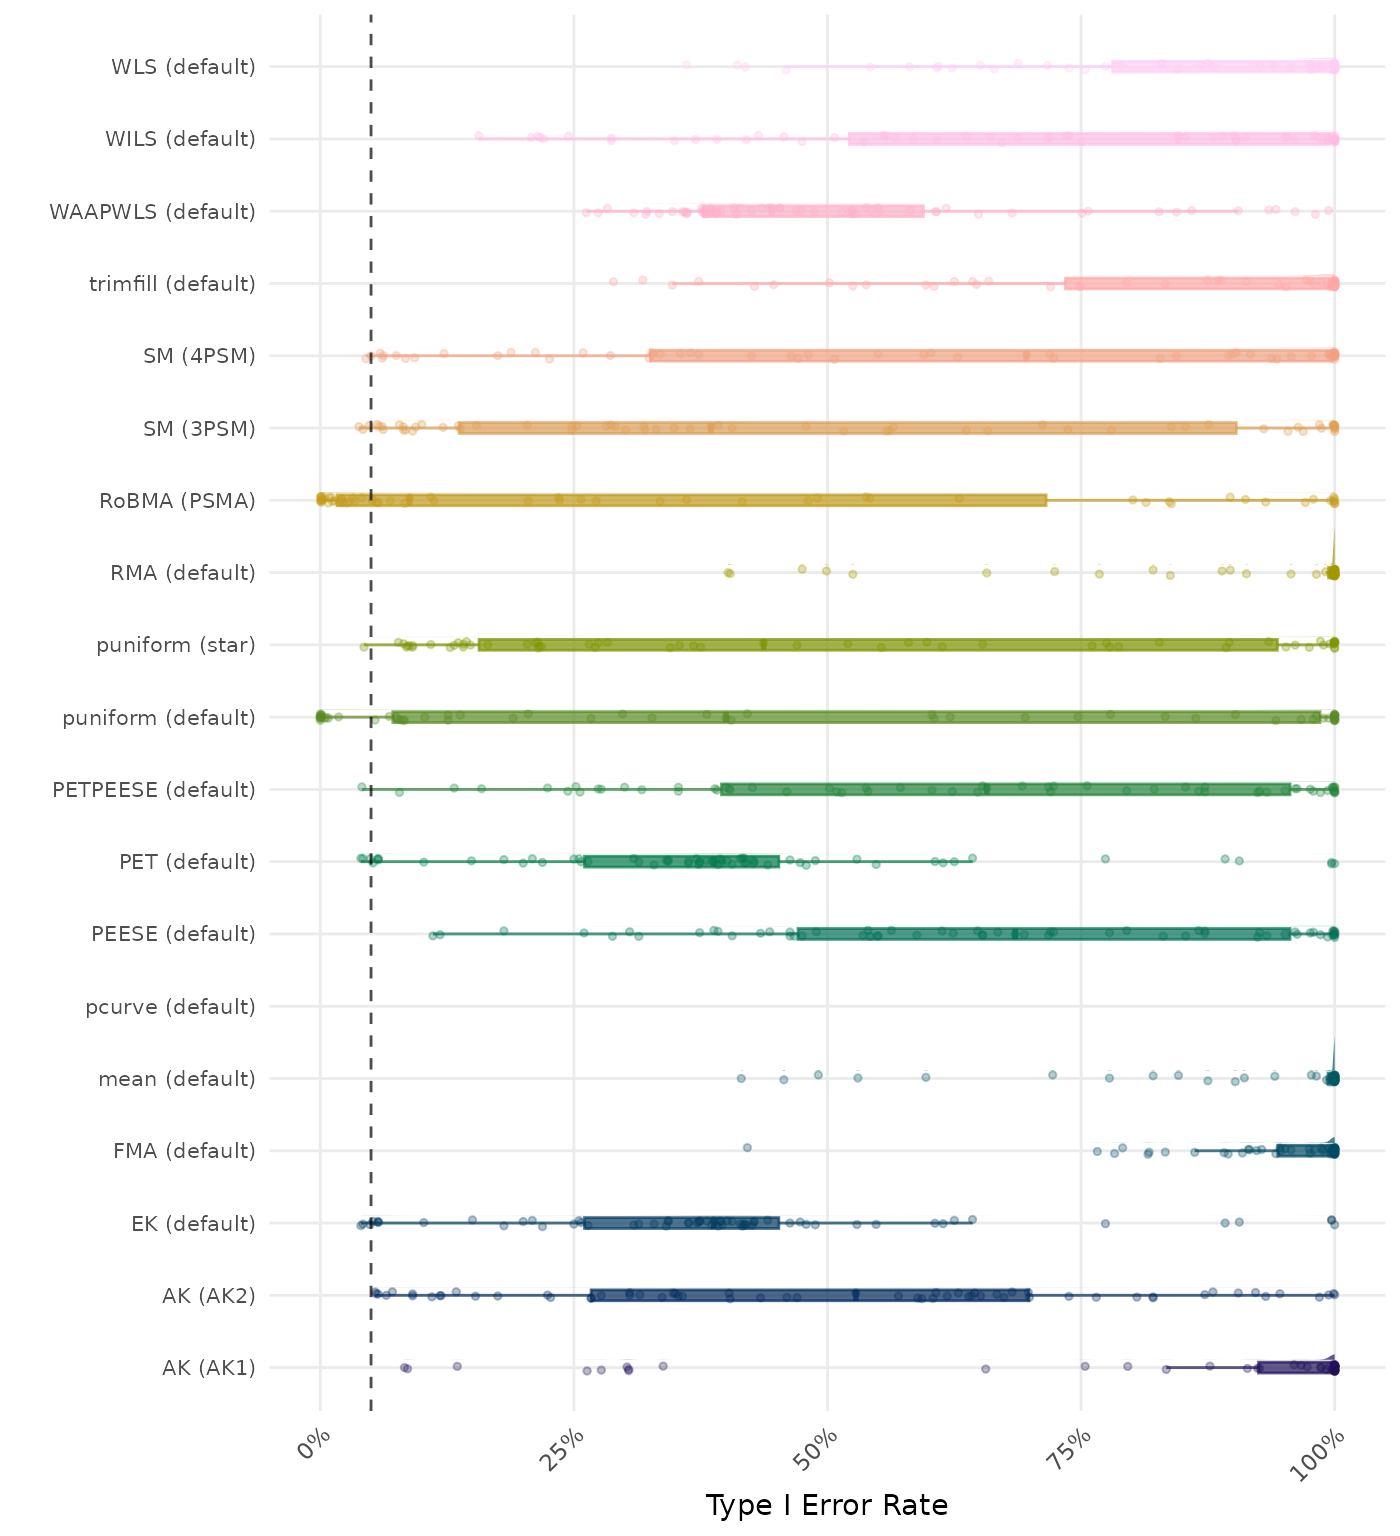 WLS (default)
WILS (default)
WAAPWLS (default)
trimfill (default)
SM (4PSM)
SM (3PSM)
RoBMA (PSMA)
RMA (default)
puniform (star)
puniform (default)
PETPEESE (default)
PET (default)
PEESE (default)
pcurve (default)
mean (default)
FMA (default)
EK (default)
AK (AK2)
AK (AK1)
0%
25%
50%
75%
100%
Type I Error Rate